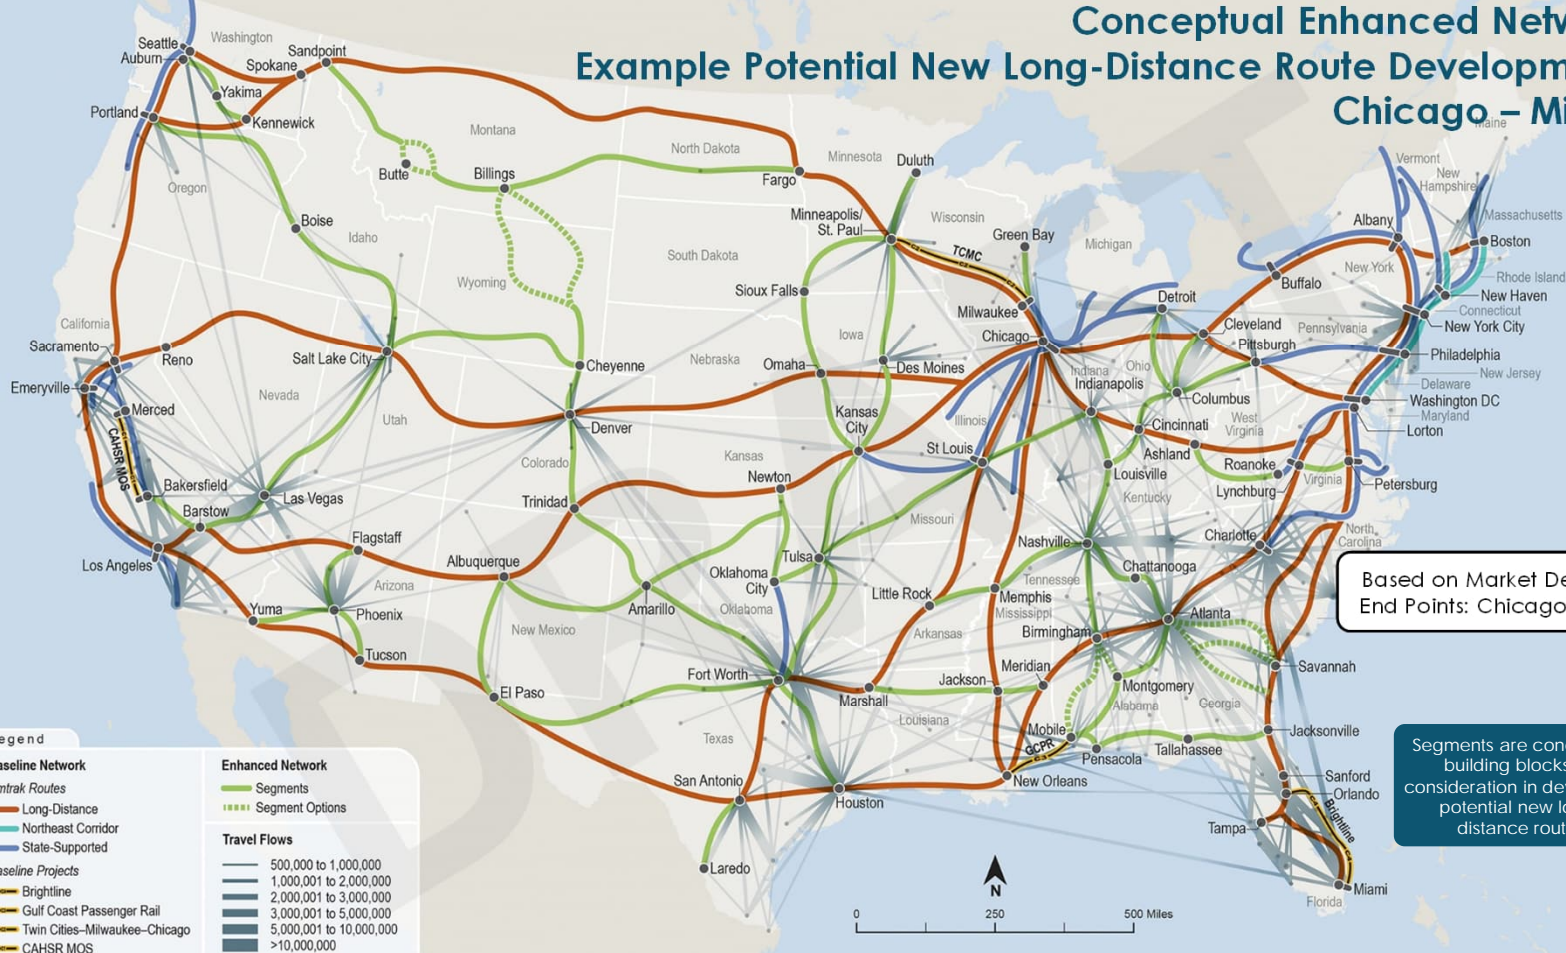 Conceptual Enhanced Netw
Example Potential New Long-Distance Route Developm
Chicago – Mi
Seattle
Auburn
Washington
Sandpoint
Spokane
Yakima
Portland
Kennewick
Montana
North Dakota
Minnesota
Duluth
Maine
Vermont
New
Hampshire
Oregon
Butte
Billings
Fargo
Boise
Idaho
Minneapolis/
St. Paul
Wisconsin
Green Bay
TCMC
Michigan
Albany
Massachusetts
Boston
South Dakota
Wyoming
Sioux Falls
New York
Buffalo
Rhode Island
New Haven
Connecticut
New York City
Milwaukee
Detroit
Chicago
Cleveland
Pennsylvania
Pittsburgh
Philadelphia
New Jersey
California
Sacramento
Reno
Salt Lake City
Emeryville
Nevada
Utah
Cheyenne
Nebraska
Iowa
Omaha
Des Moines
Indiana
Indianapolis
Ohio
Columbus
Delaware
Washington DC
Maryland
Lorton
Merced
CAHSR MOS
Denver
Kansas
City
Illinois
Cincinnati
West
Virginia
St Louis
Ashland
Roanoke
Louisville
Lynchburg
Virginia
Petersburg
Kentucky
Colorado
Kansas
Newton
Bakersfield
Barstow
Las Vegas
Trinidad
Missouri
Flagstaff
Los Angeles
Albuquerque
Tulsa
Nashville
Charlotte
North
Carolina
Oklahoma
City
Chattanooga
Tennessee
Arizona
Yuma
Phoenix
Amarillo
Oklahoma
Little Rock
Memphis
Mississippi
Atlanta
Based on Market De
End Points: Chicago
New Mexico
Arkansas
Birmingham
Tucson
El Paso
Fort Worth
Marshall
Jackson
Meridian
Montgomery
Alabama
Georgia
Savannah
Louisiana
Texas
Mobile
GCPR
Pensacola
Tallahassee
Jacksonville
San Antonio
Houston
New Orleans
Sanford
Orlando
Brightline
Tampa
Laredo
Miami
Florida
Segments are con
building blocks
consideration in de
potential new lo
distance rout
N
0
250
500 Miles
egend
aseline Network
mtrak Routes
Long-Distance
Northeast Corridor
State-Supported
aseline Projects
Brightline
Gulf Coast Passenger Rail
Twin Cities–Milwaukee–Chicago
CAHSR MOS
Enhanced Network
Segments
Segment Options
Travel Flows
500,000 to 1,000,000
1,000,001 to 2,000,000
2,000,001 to 3,000,000
3,000,001 to 5,000,000
5,000,001 to 10,000,000
>10,000,000